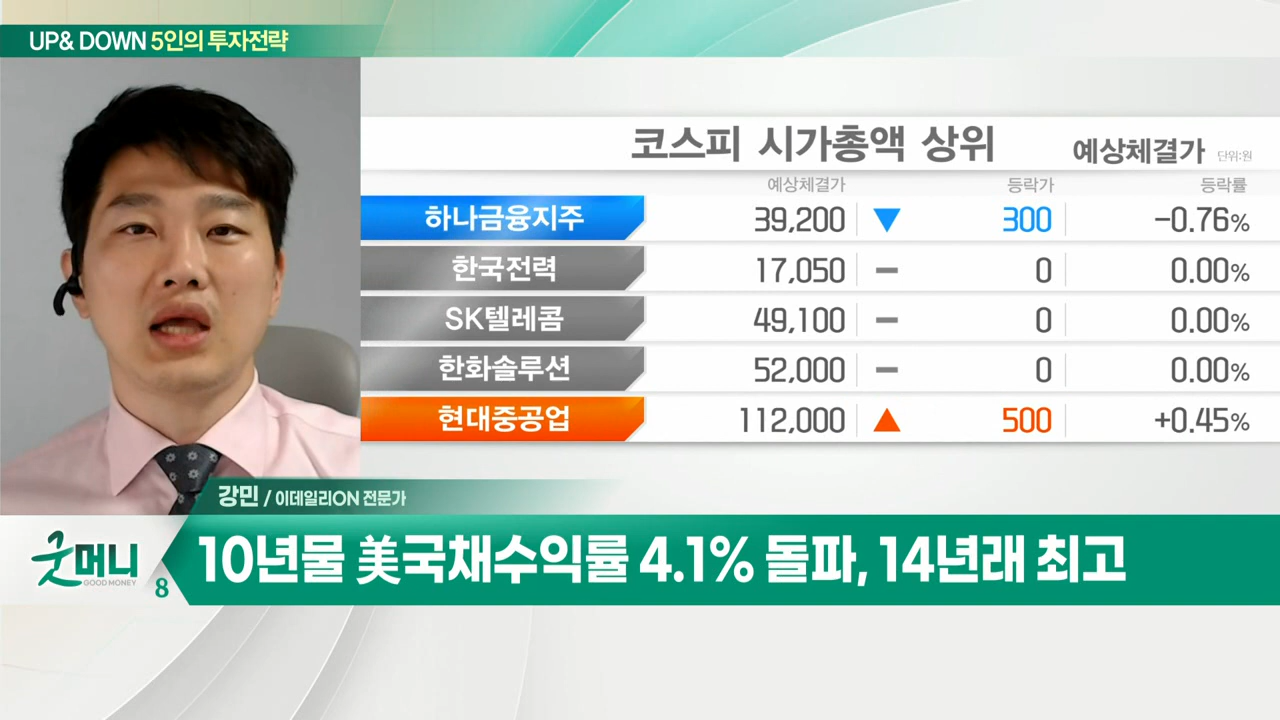 UP& DOWN 5인의 투자전략
코스피 시가총액 상위 예상체결가 단위:원
예상체결가 등락가 등락률
하나금융지주 39,200 ▼ 300 -0.76%
한국전력 17,050 - 0 0.00%
SK텔레콤 49,100 - 0 0.00%
한화솔루션 52,000 - 0 0.00%
현대중공업 112,000 ▲ 500 +0.45%
강민 / 이데일리ON 전문가
굿머니
GOOD MONEY
8
10년물 美국채수익률 4.1% 돌파, 14년래 최고